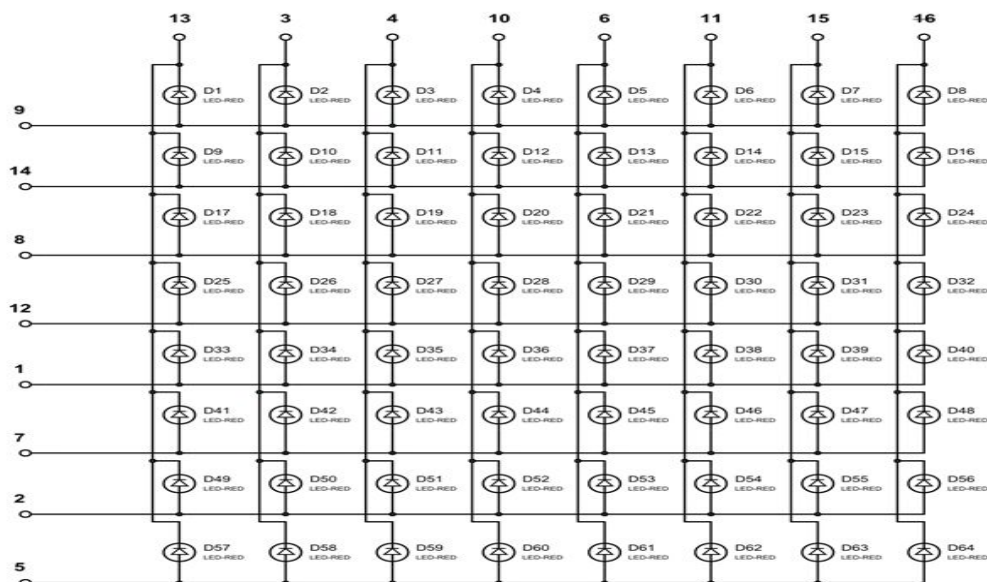 13 3 4 10 6 11 15 16
D1 D2 D3 D4 D5 D6 D7 D8
LED-RED LED-RED LED-RED LED-RED LED-RED LED-RED LED-RED LED-RED
9
D9 D10 D11 D12 D13 D14 D15 D16
LED-RED LED-RED LED-RED LED-RED LED-RED LED-RED LED-RED LED-RED
14
D17 D18 D19 D20 D21 D22 D23 D24
LED-RED LED-RED LED-RED LED-RED LED-RED LED-RED LED-RED LED-RED
8
D25 D26 D27 D28 D29 D30 D31 D32
LED-RED LED-RED LED-RED LED-RED LED-RED LED-RED LED-RED LED-RED
12
D33 D34 D35 D36 D37 D38 D39 D40
LED-RED LED-RED LED-RED LED-RED LED-RED LED-RED LED-RED LED-RED
1
D41 D42 D43 D44 D45 D46 D47 D48
LED-RED LED-RED LED-RED LED-RED LED-RED LED-RED LED-RED LED-RED
7
D49 D50 D51 D52 D53 D54 D55 D56
LED-RED LED-RED LED-RED LED-RED LED-RED LED-RED LED-RED LED-RED
2
D57 D58 D59 D60 D61 D62 D63 D64
LED-RED LED-RED LED-RED LED-RED LED-RED LED-RED LED-RED LED-RED
5